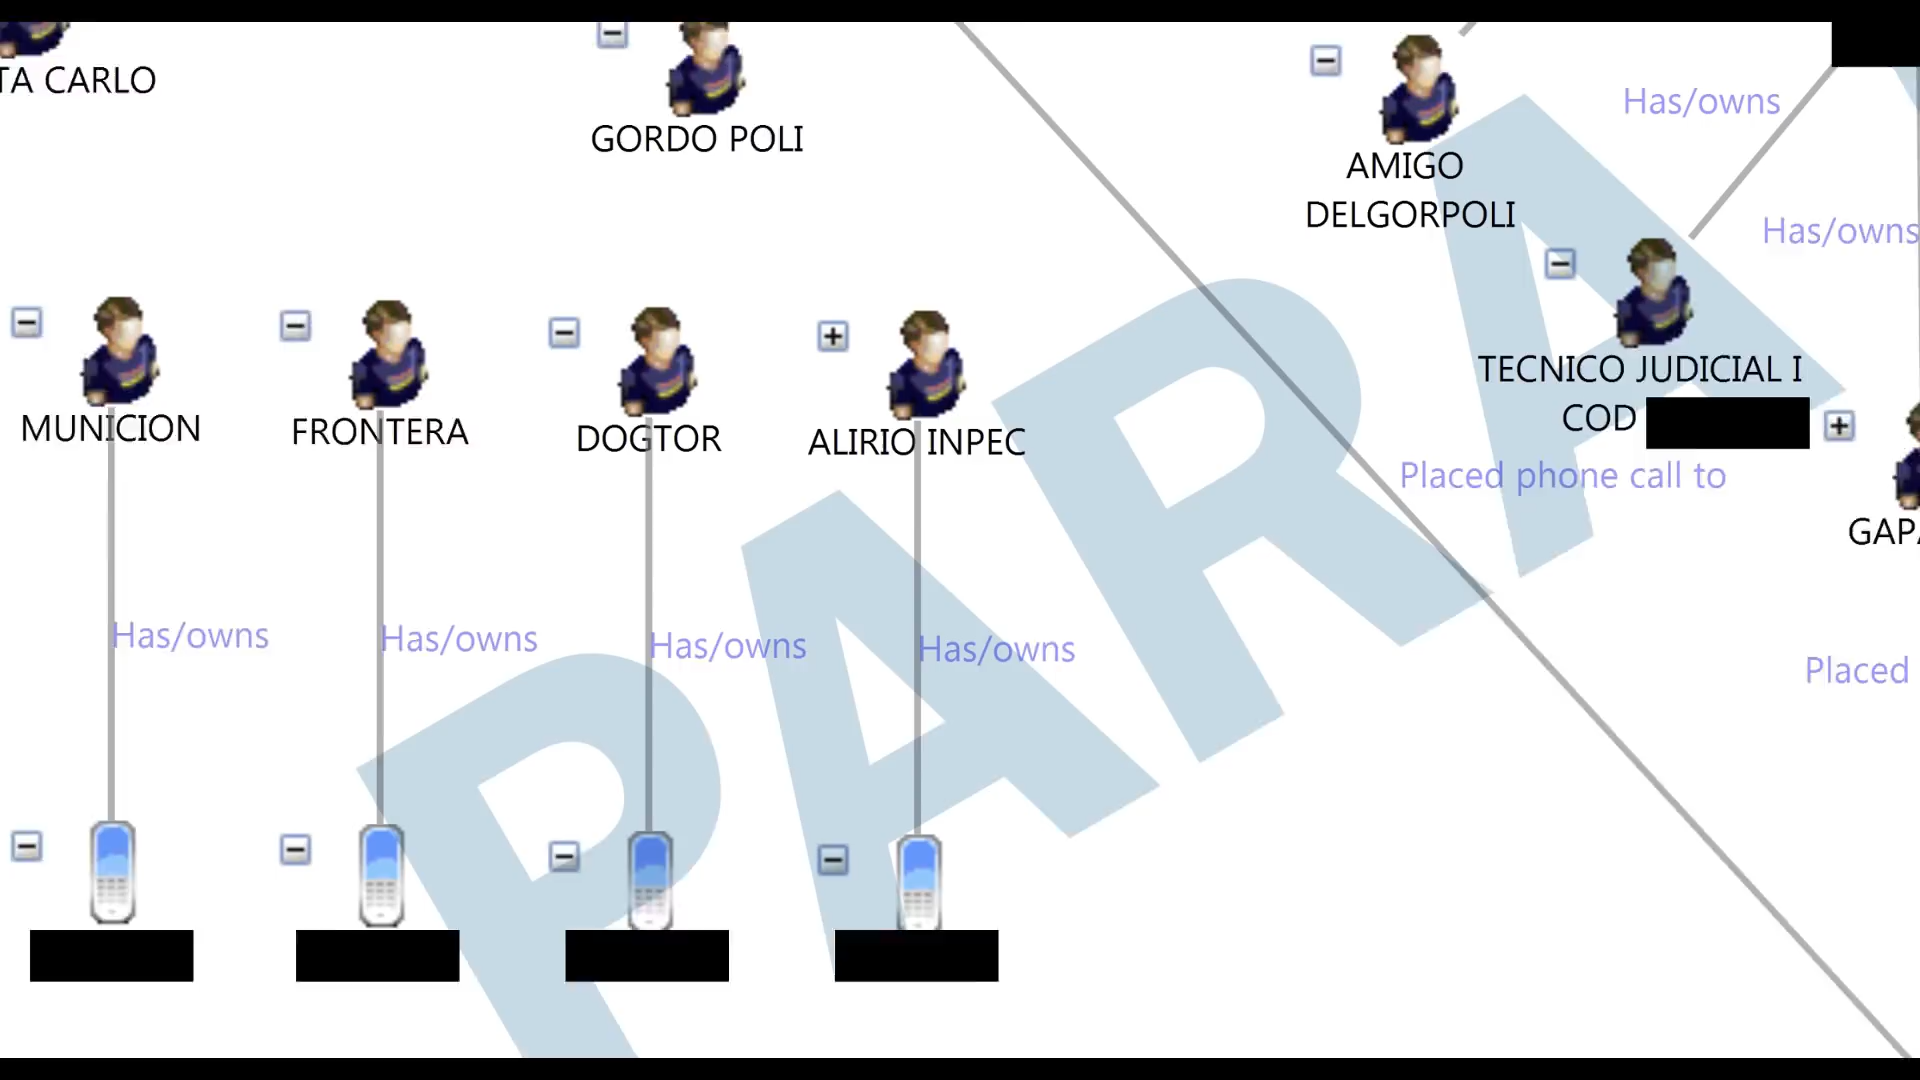 TA CARLO
GORDO POLI
AMIGO
DELGORPOLI
Has/owns
Has/owns
TECNICO JUDICIAL I
COD
MUNICION
FRONTERA
DOGTOR
ALIRIO INPEC
Placed phone call to
GAPA
Has/owns
Has/owns
Has/owns
Has/owns
Placed
PARA